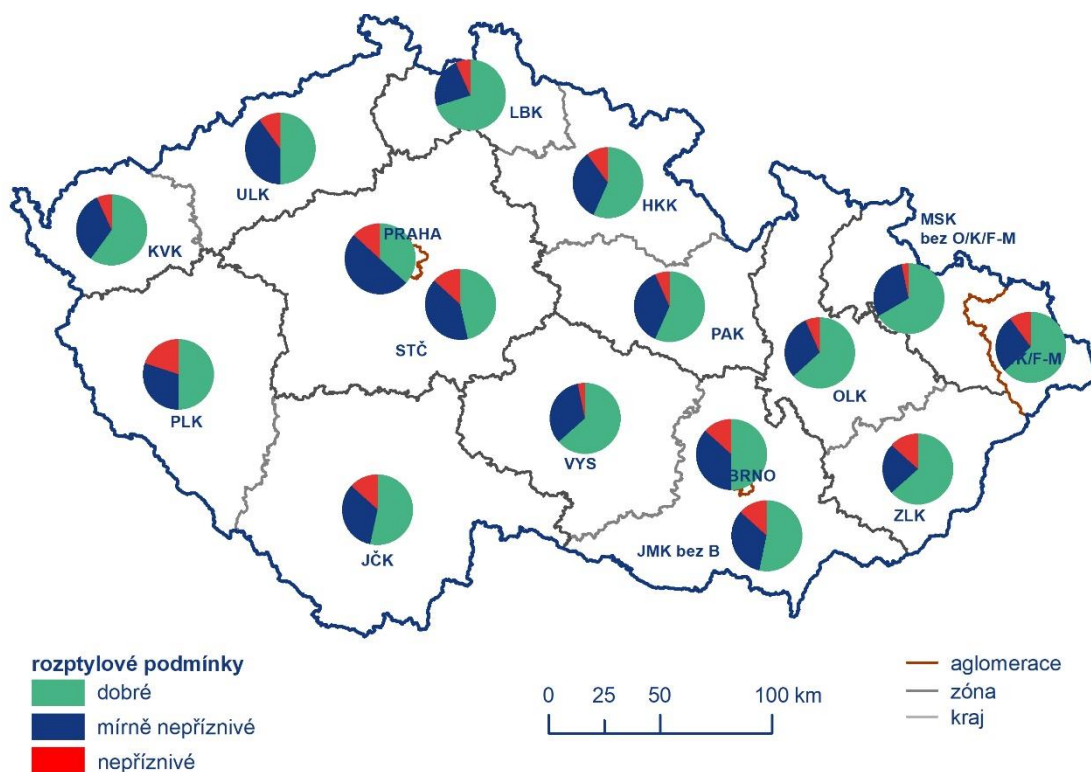 LBK
ULK
HKK
KVK
PRAHA
MSK
bez O/K/F-M
STČ
PAK
K/F-M
PLK
OLK
VYS
BRNO
ZLK
JČK
JMK bez B
rozptylové podmínky
dobré
mírně nepříznivé
nepříznivé
0 25 50 100 km
aglomerace
zóna
kraj